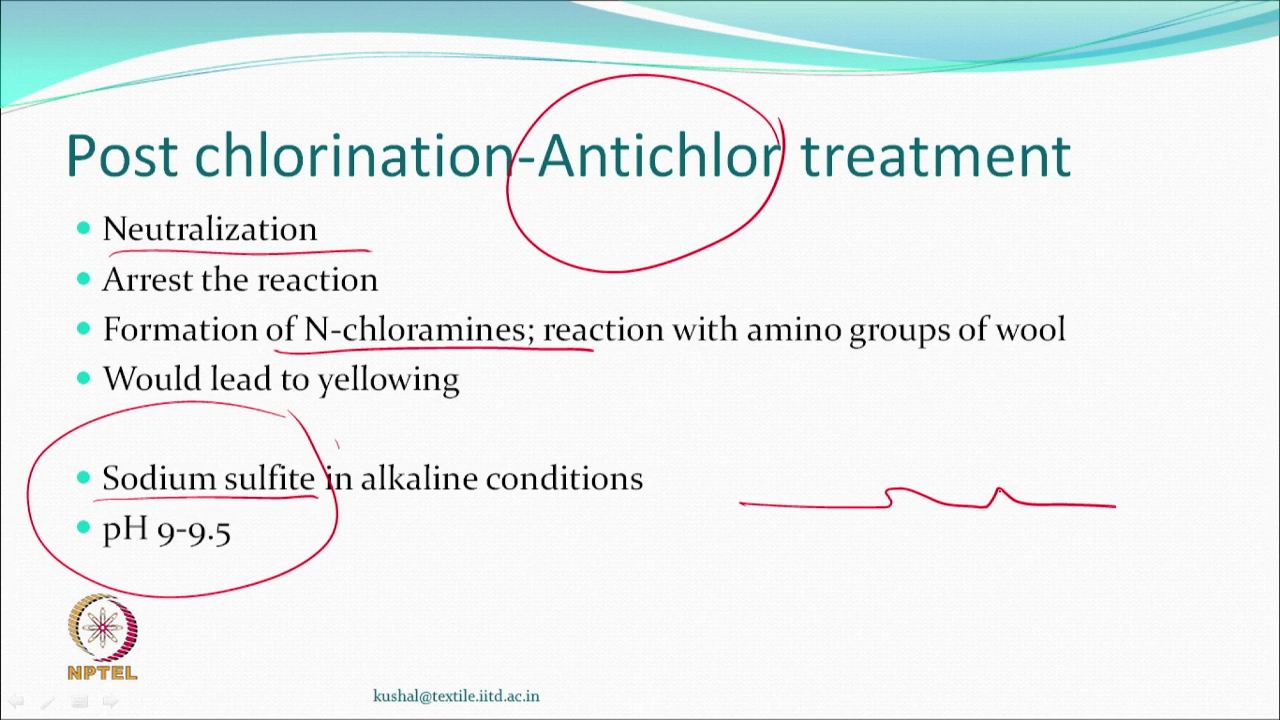 Post chlorination-Antichlor treatment
Neutralization
Arrest the reaction
Formation of N-chloramines; reaction with amino groups of wool
Would lead to yellowing
Sodium sulfite in alkaline conditions
pH 9-9.5
NPTEL
kushal@textile.iitd.ac.in